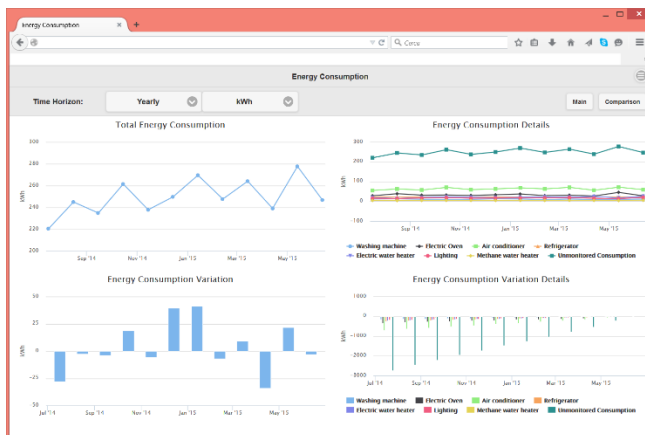 Energy Consumption
Cerca
Energy Consumption
Time Horizon:
Yearly
kWh
Main
Comparison
Total Energy Consumption
300
280
260
240
220
200
kWh
Sep '14
Nov '14
Jan '15
Mar '15
May '15
Energy Consumption Details
300
200
100
0
-100
kWh
Sep '14
Nov '14
Jan '15
Mar '15
May '15
Washing machine
Electric Oven
Air conditioner
Refrigerator
Electric water heater
Lighting
Methane water heater
Unmonitored Consumption
Energy Consumption Variation
50
25
0
-25
-50
kWh
Jul '14
Sep '14
Nov '14
Jan '15
Mar '15
May '15
Energy Consumption Variation Details
1000
0
-1000
-2000
-3000
kWh
Jul '14
Sep '14
Nov '14
Jan '15
Mar '15
May '15
Washing machine
Electric Oven
Air conditioner
Refrigerator
Electric water heater
Lighting
Methane water heater
Unmonitored Consumption